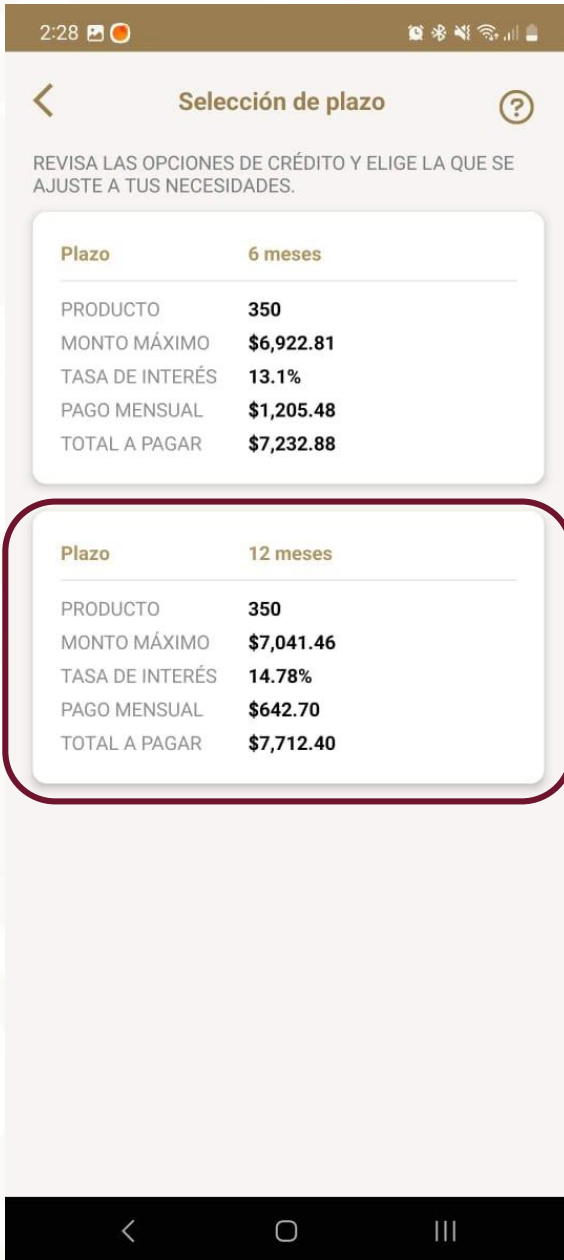 2:28
Selección de plazo
REVISA LAS OPCIONES DE CRÉDITO Y ELIGE LA QUE SE
AJUSTE A TUS NECESIDADES.
Plazo 6 meses
PRODUCTO 350
MONTO MÁXIMO $6,922.81
TASA DE INTERÉS 13.1%
PAGO MENSUAL $1,205.48
TOTAL A PAGAR $7,232.88
Plazo 12 meses
PRODUCTO 350
MONTO MÁXIMO $7,041.46
TASA DE INTERÉS 14.78%
PAGO MENSUAL $642.70
TOTAL A PAGAR $7,712.40